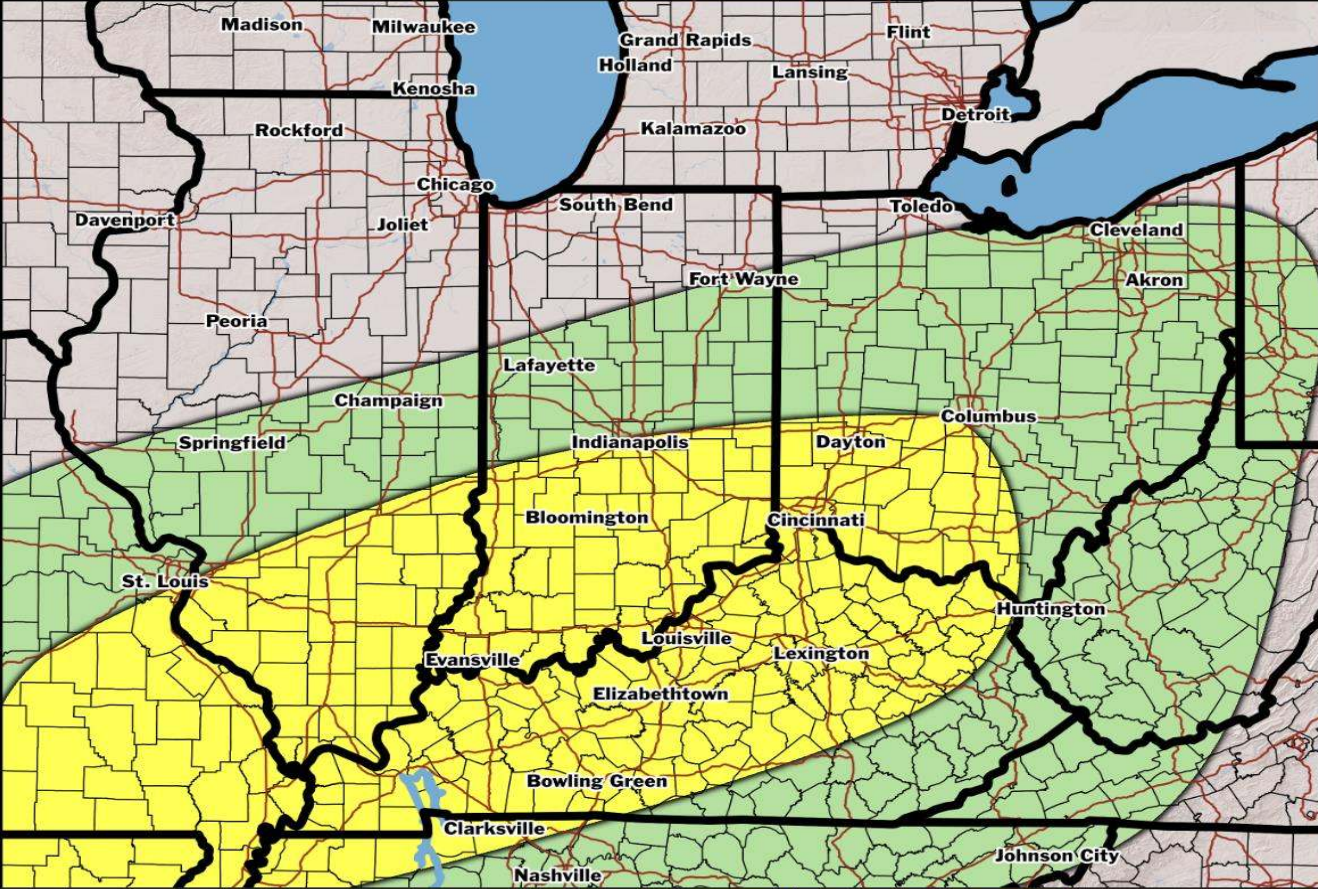 Madison
Milwaukee
Flint
Grand Rapids
Holland
Lansing
Kenosha
Detroit
Rockford
Kalamazoo
Chicago
South Bend
Toledo
Davenport
Joliet
Cleveland
Fort Wayne
Akron
Peoria
Lafayette
Champaign
Columbus
Springfield
Indianapolis
Dayton
Bloomington
Cincinnati
St. Louis
Huntington
Louisville
Lexington
Evansville
Elizabethtown
Bowling Green
Clarksville
Johnson City
Nashville